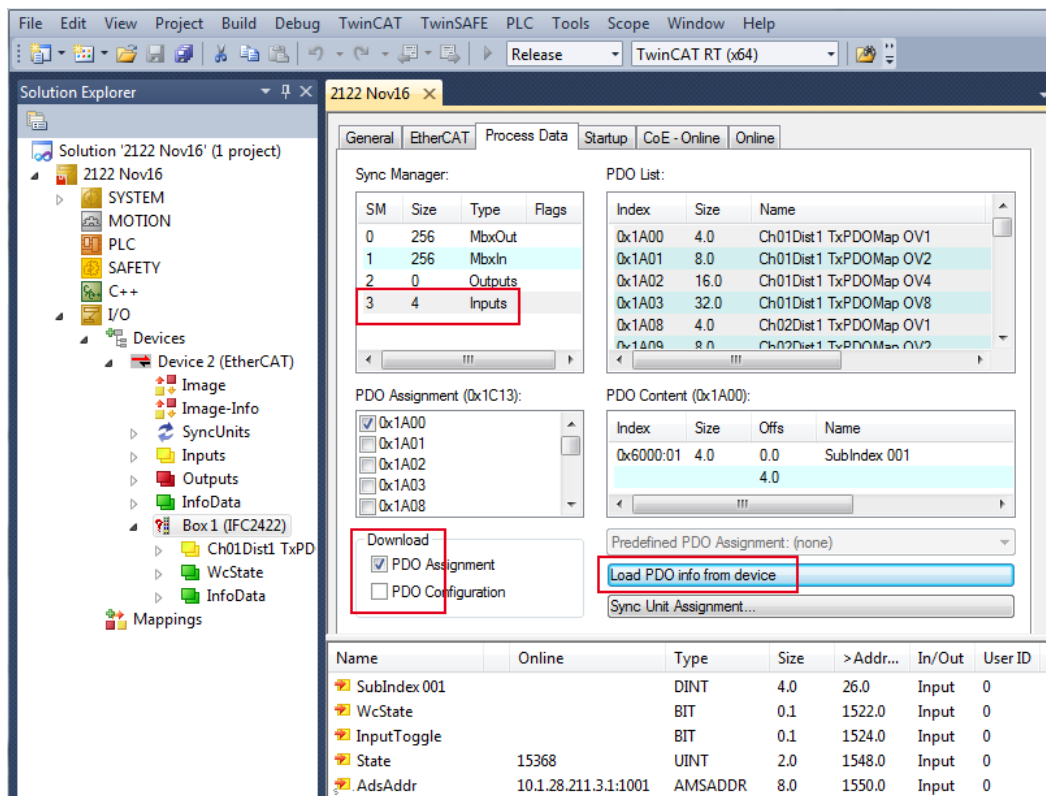 File Edit View Project Build Debug TwinCAT TwinSAFE PLC Tools Scope Window Help
Release TwinCAT RT (x64)
Solution Explorer
2122 Nov16
Solution '2122 Nov16' (1 project)
2122 Nov16
SYSTEM
MOTION
PLC
SAFETY
C++
I/O
Devices
Device 2 (EtherCAT)
Image
Image-Info
SyncUnits
Inputs
Outputs
InfoData
Box 1 (IFC2422)
Ch01Dist1 TxPD
WcState
InfoData
Mappings
General EtherCAT Process Data Startup CoE - Online Online
Sync Manager:
SM Size Type Flags
0 256 MbxOut
1 256 MbxIn
2 0 Outputs
3 4 Inputs
PDO List:
Index Size Name
0x1A00 4.0 Ch01Dist1 TxPDOMap OV1
0x1A01 8.0 Ch01Dist1 TxPDOMap OV2
0x1A02 16.0 Ch01Dist1 TxPDOMap OV4
0x1A03 32.0 Ch01Dist1 TxPDOMap OV8
0x1A08 4.0 Ch02Dist1 TxPDOMap OV1
0x1A09 8.0 Ch02Dist1 TxPDOMap OV2
PDO Assignment (0x1C13):
0x1A00
0x1A01
0x1A02
0x1A03
0x1A08
PDO Content (0x1A00):
Index Size Offs Name
0x6000:01 4.0 0.0 SubIndex 001
4.0
Download
PDO Assignment
PDO Configuration
Predefined PDO Assignment: (none)
Load PDO info from device
Sync Unit Assignment...
Name Online Type Size >Addr... In/Out User ID
SubIndex 001 DINT 4.0 26.0 Input 0
WcState BIT 0.1 1522.0 Input 0
InputToggle BIT 0.1 1524.0 Input 0
State 15368 UINT 2.0 1548.0 Input 0
AdsAddr 10.1.28.211.3.1:1001 AMSADDR 8.0 1550.0 Input 0